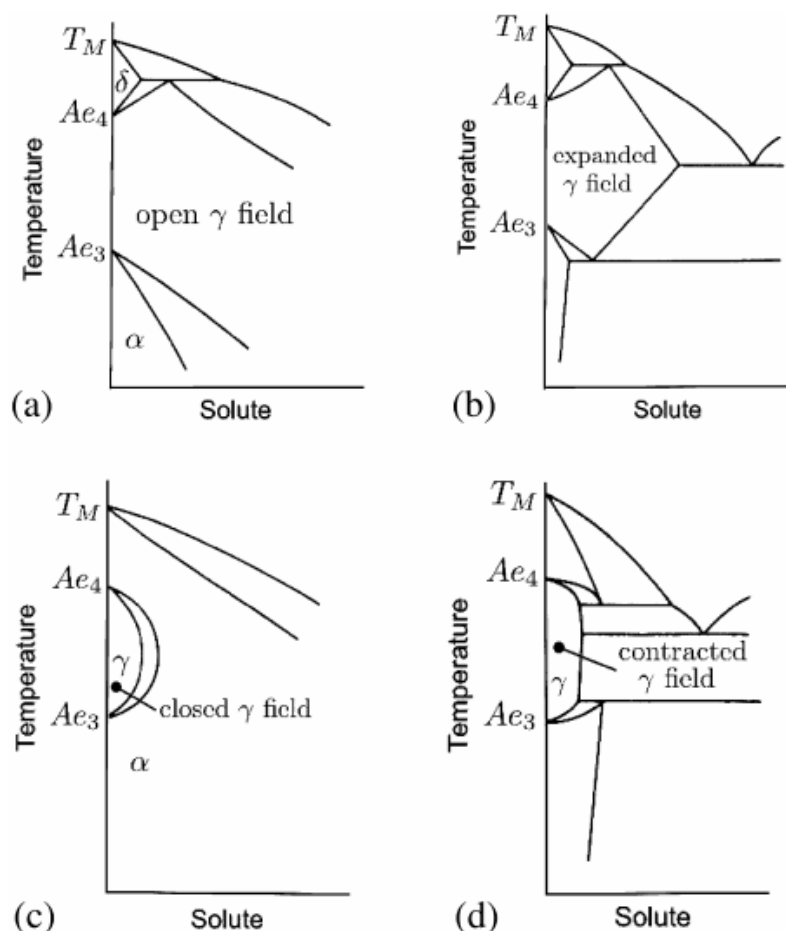 T_M
δ
Ae_4
open γ field
Ae_3
α
Temperature
(a)
Solute
T_M
Ae_4
expanded
γ field
Ae_3
Temperature
(b)
Solute
T_M
Ae_4
γ
closed γ field
Ae_3
α
Temperature
(c)
Solute
T_M
Ae_4
contracted
γ field
γ
Ae_3
Temperature
(d)
Solute